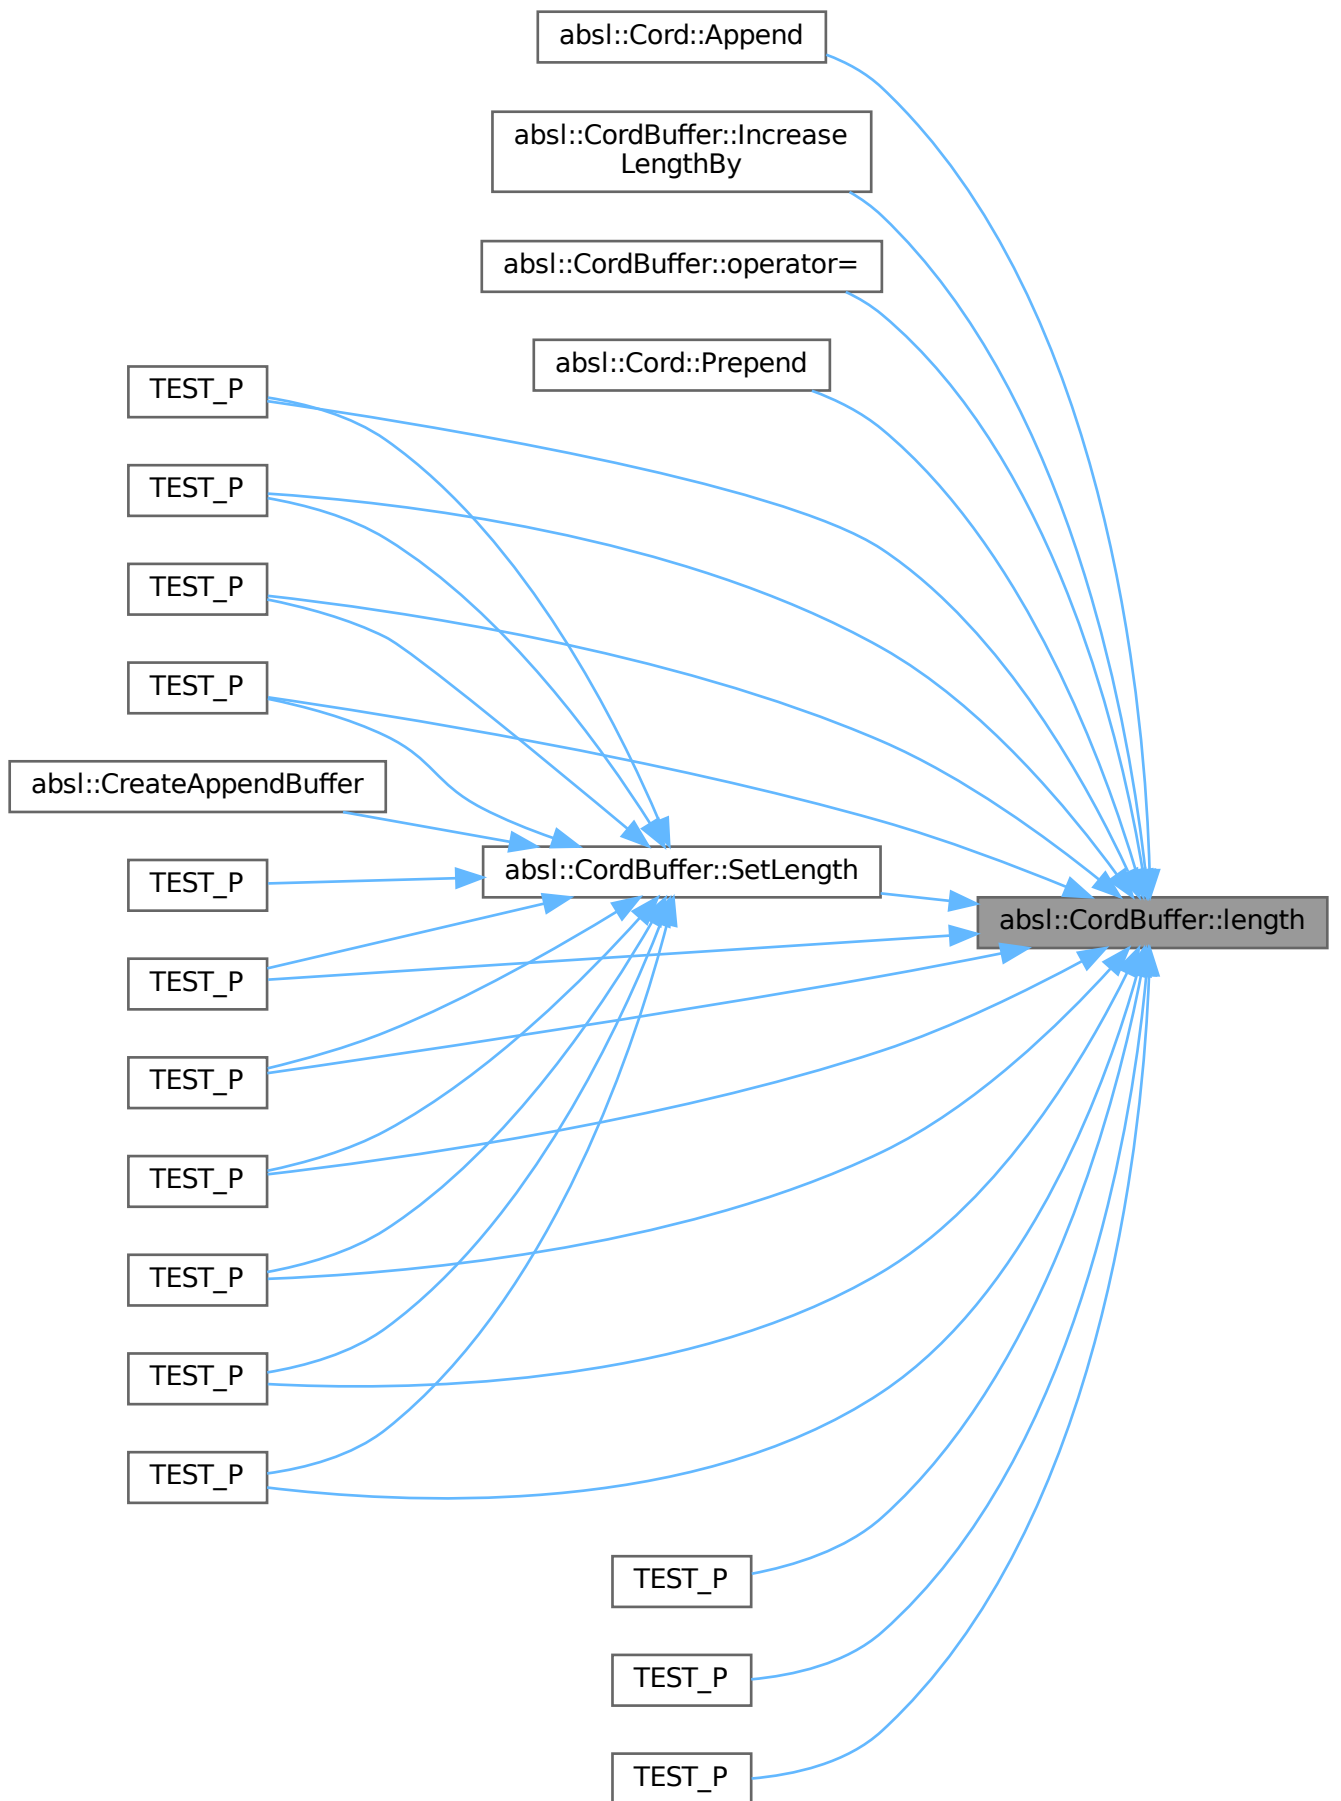 absl::Cord::Append
absl::CordBuffer::Increase
LengthBy
absl::CordBuffer::operator=
absl::Cord::Prepend
TEST_P
TEST_P
TEST_P
TEST_P
absl::CreateAppendBuffer
absl::CordBuffer::SetLength
TEST_P
absl::CordBuffer::length
TEST_P
TEST_P
TEST_P
TEST_P
TEST_P
TEST_P
TEST_P
TEST_P
TEST_P